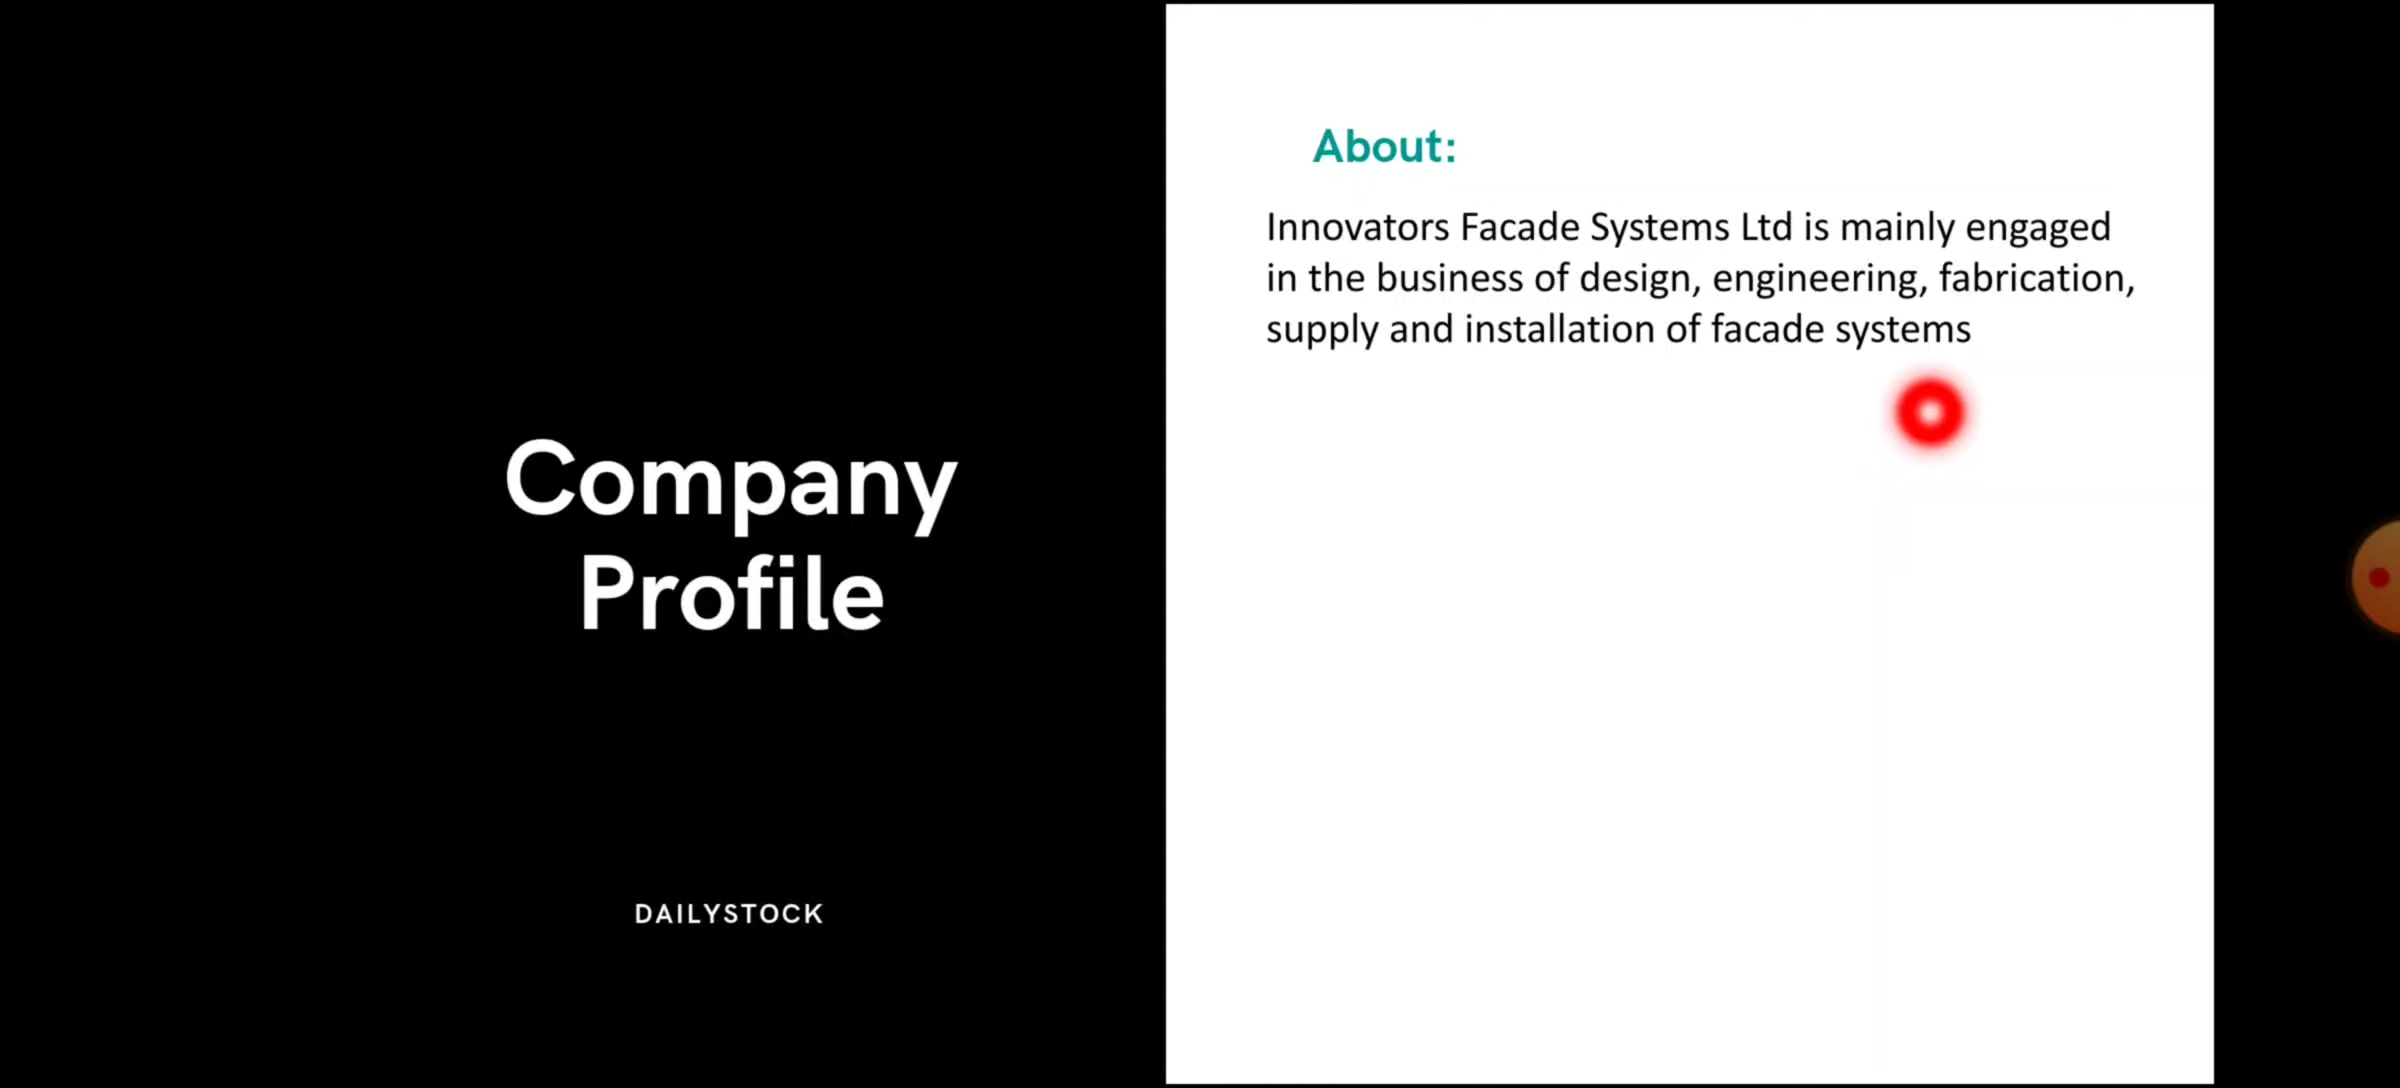 Company
Profile
DAILYSTOCK
About:
Innovators Facade Systems Ltd is mainly engaged
in the business of design, engineering, fabrication,
supply and installation of facade systems